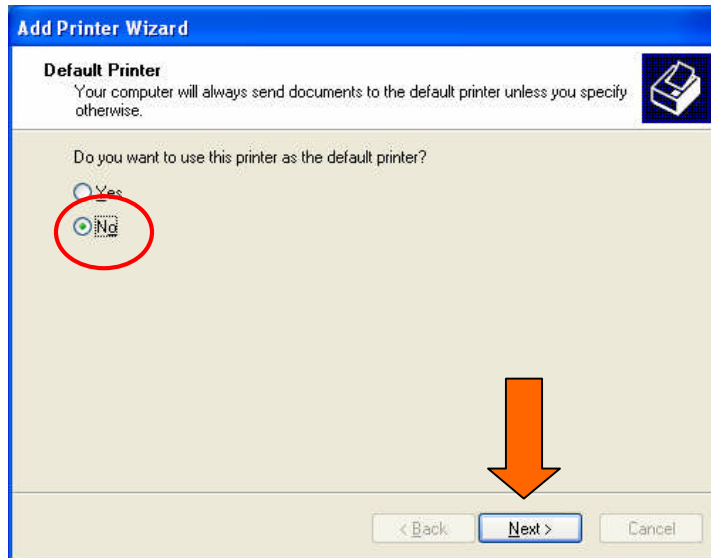 Add Printer Wizard
Default Printer
Your computer will always send documents to the default printer unless you specify
otherwise.
Do you want to use this printer as the default printer?
Yes
No
< Back
Next >
Cancel